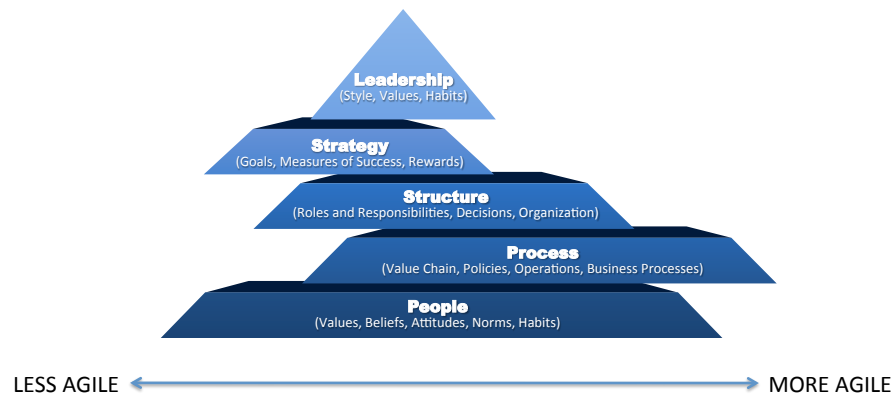 Leadership
(Style, Values, Habits)
Strategy
(Goals, Measures of Success, Rewards)
Structure
(Roles and Responsibilities, Decisions, Organization)
Process
(Value Chain, Policies, Operations, Business Processes)
People
(Values, Beliefs, Attitudes, Norms, Habits)
LESS AGILE MORE AGILE